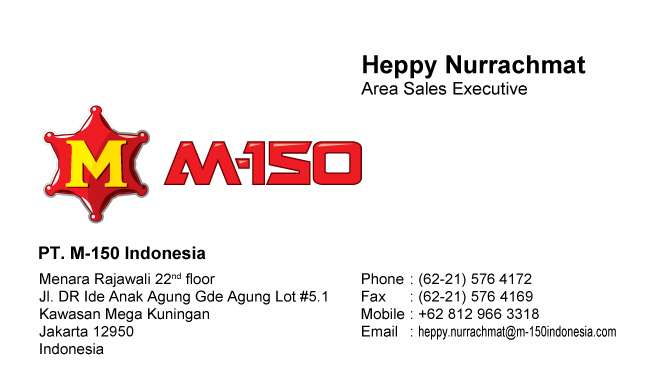 Heppy Nurrachmat
Area Sales Executive
M M-150
PT. M-150 Indonesia
Menara Rajawali 22nd floor
Jl. DR Ide Anak Agung Gde Agung Lot #5.1
Kawasan Mega Kuningan
Jakarta 12950
Indonesia
Phone : (62-21) 576 4172
Fax : (62-21) 576 4169
Mobile : +62 812 966 3318
Email : heppy.nurrachmat@m-150indonesia.com